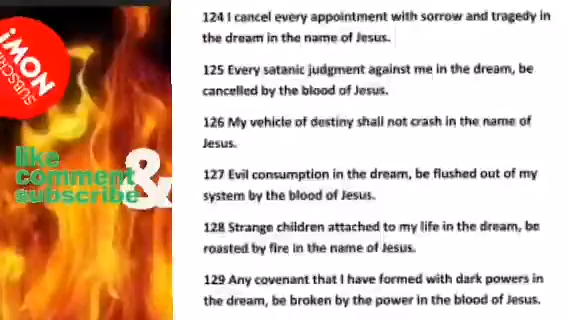 SUBSCRIBE
NOW!
like
comment &
subscribe
124 I cancel every appointment with sorrow and tragedy in
the dream in the name of Jesus.
125 Every satanic judgment against me in the dream, be
cancelled by the blood of Jesus.
126 My vehicle of destiny shall not crash in the name of
Jesus.
127 Evil consumption in the dream, be flushed out of my
system by the blood of Jesus.
128 Strange children attached to my life in the dream, be
roasted by fire in the name of Jesus.
129 Any covenant that I have formed with dark powers in
the dream, be broken by the power in the blood of Jesus.